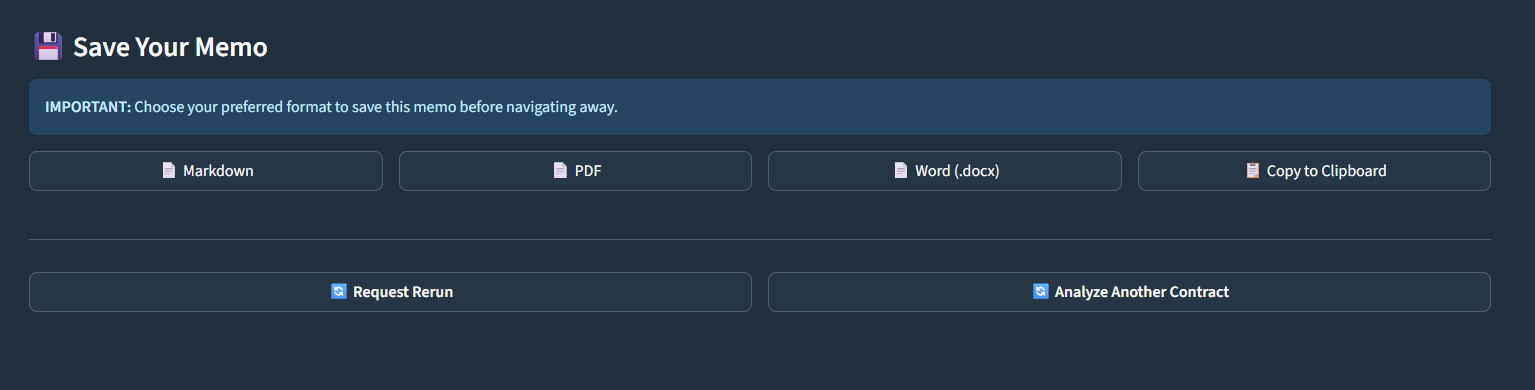 💾 Save Your Memo
IMPORTANT: Choose your preferred format to save this memo before navigating away.
📄 Markdown
📄 PDF
📄 Word (.docx)
📋 Copy to Clipboard
🔄 Request Rerun
🔄 Analyze Another Contract